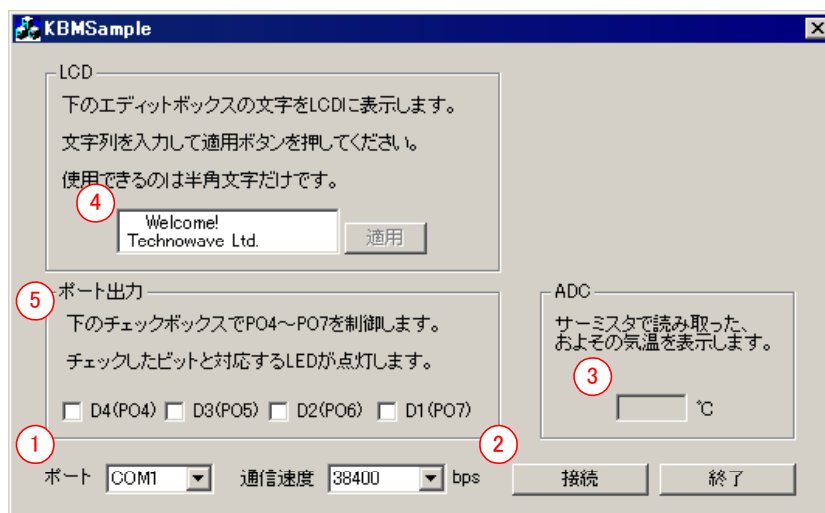 KBMSample
LCD
下のエディットボックスの文字をLCDに表示します。
文字列を入力して適用ボタンを押してください。
使用できるのは半角文字だけです。
4
Welcome!
Technowave Ltd.
適用
5
ポート出力
下のチェックボックスでPO4～PO7を制御します。
チェックしたビットと対応するLEDが点灯します。
D4(PO4) D3(PO5) D2(PO6) D1(PO7)
ADC
サーミスタで読み取った、
およその気温を表示します。
3
℃
1
2
ポート COM1 通信速度 38400 bps 接続 終了